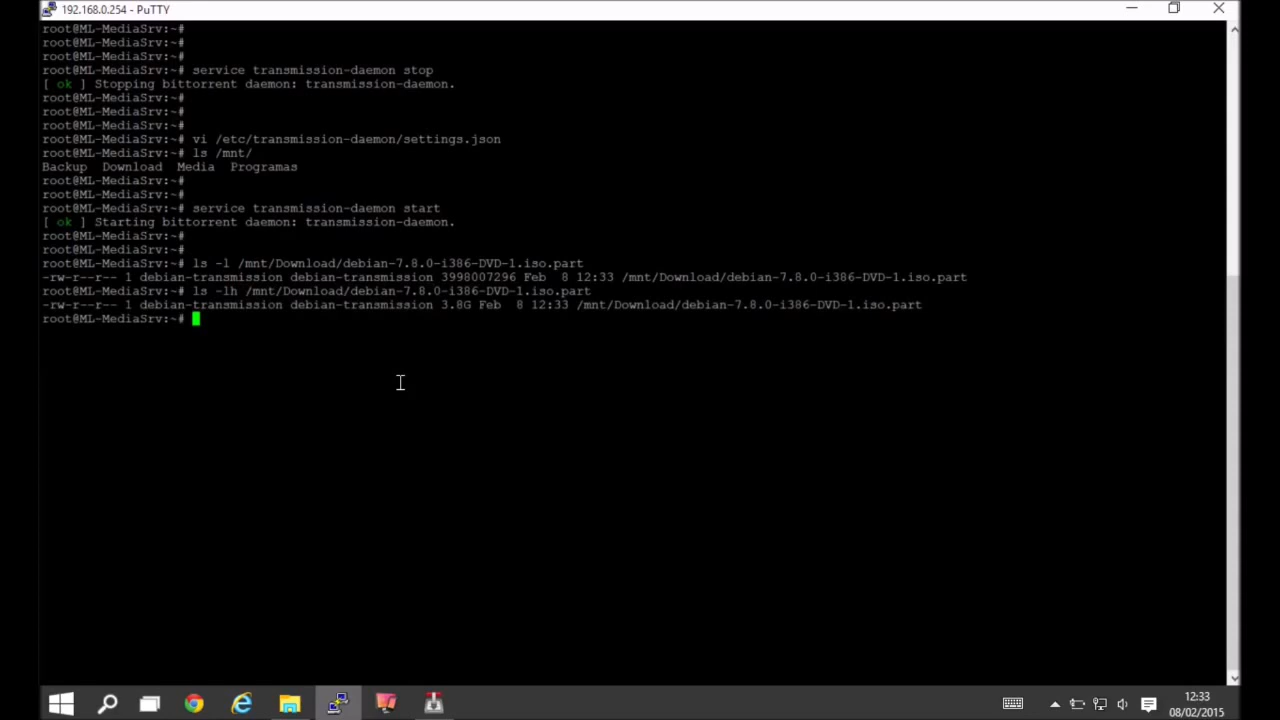 192.168.0.254 - PuTTY
root@ML-MediaSrv:~#
root@ML-MediaSrv:~#
root@ML-MediaSrv:~#
root@ML-MediaSrv:~# service transmission-daemon stop
[ ok ] Stopping bittorrent daemon: transmission-daemon.
root@ML-MediaSrv:~#
root@ML-MediaSrv:~#
root@ML-MediaSrv:~#
root@ML-MediaSrv:~# vi /etc/transmission-daemon/settings.json
root@ML-MediaSrv:~# ls /mnt/
Backup  Download  Media  Programas
root@ML-MediaSrv:~#
root@ML-MediaSrv:~#
root@ML-MediaSrv:~# service transmission-daemon start
[ ok ] Starting bittorrent daemon: transmission-daemon.
root@ML-MediaSrv:~#
root@ML-MediaSrv:~#
root@ML-MediaSrv:~# ls -l /mnt/Download/debian-7.8.0-i386-DVD-1.iso.part
-rw-r--r-- 1 debian-transmission debian-transmission 3998007296 Feb  8 12:33 /mnt/Download/debian-7.8.0-i386-DVD-1.iso.part
root@ML-MediaSrv:~# ls -lh /mnt/Download/debian-7.8.0-i386-DVD-1.iso.part
-rw-r--r-- 1 debian-transmission debian-transmission 3.8G Feb  8 12:33 /mnt/Download/debian-7.8.0-i386-DVD-1.iso.part
root@ML-MediaSrv:~#
12:33
08/02/2015